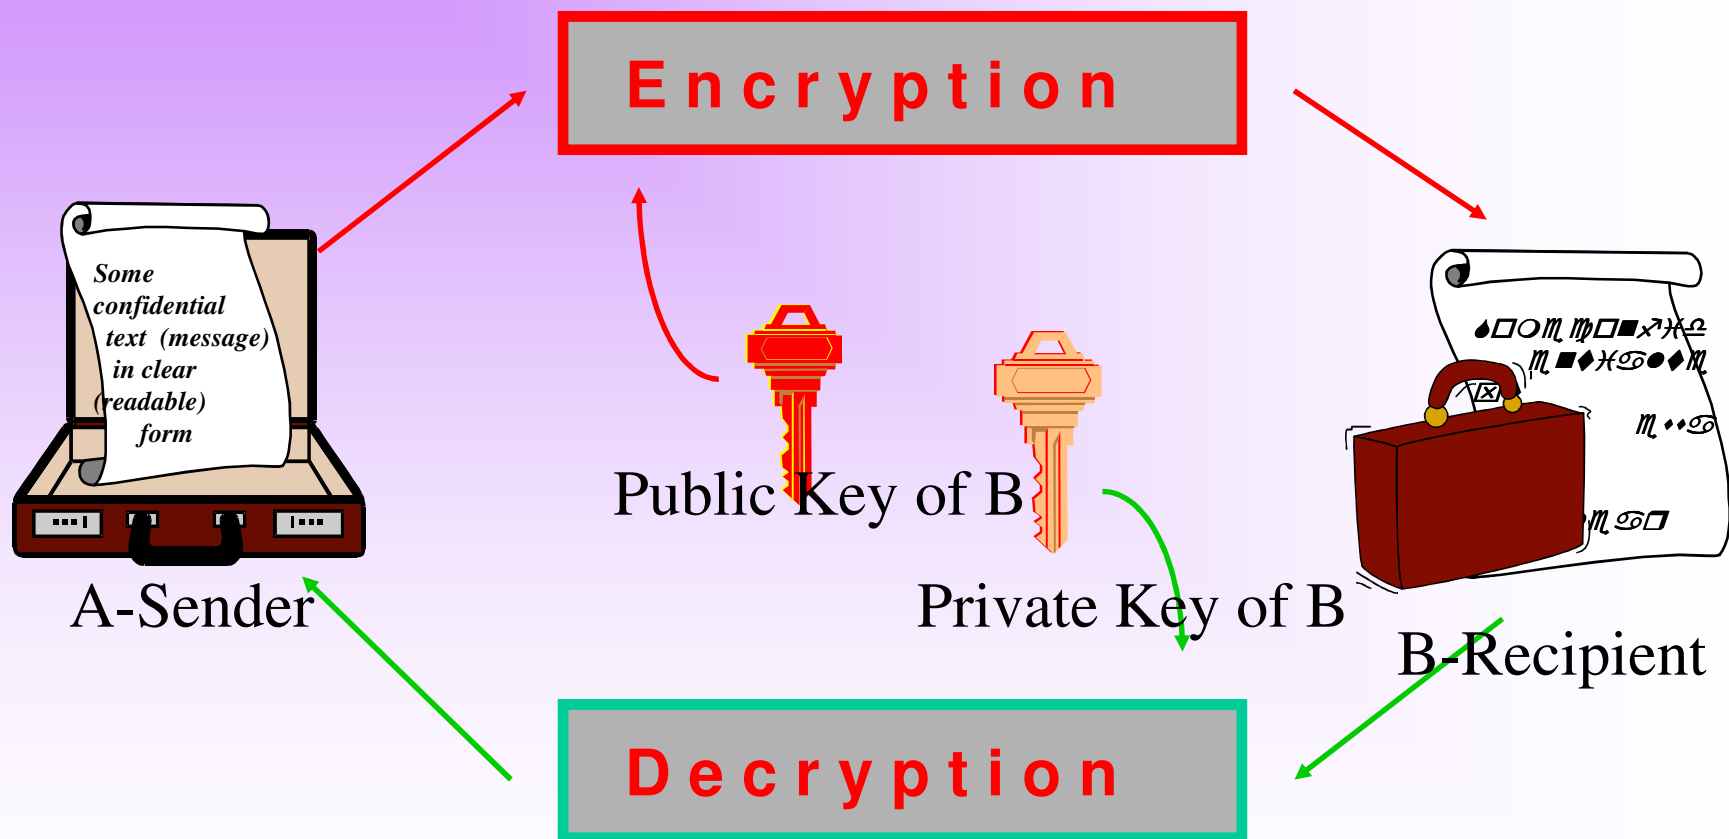 Encryption
Some
confidential
text (message)
in clear
(readable)
form
Public Key of B
Private Key of B
A-Sender
B-Recipient
Decryption